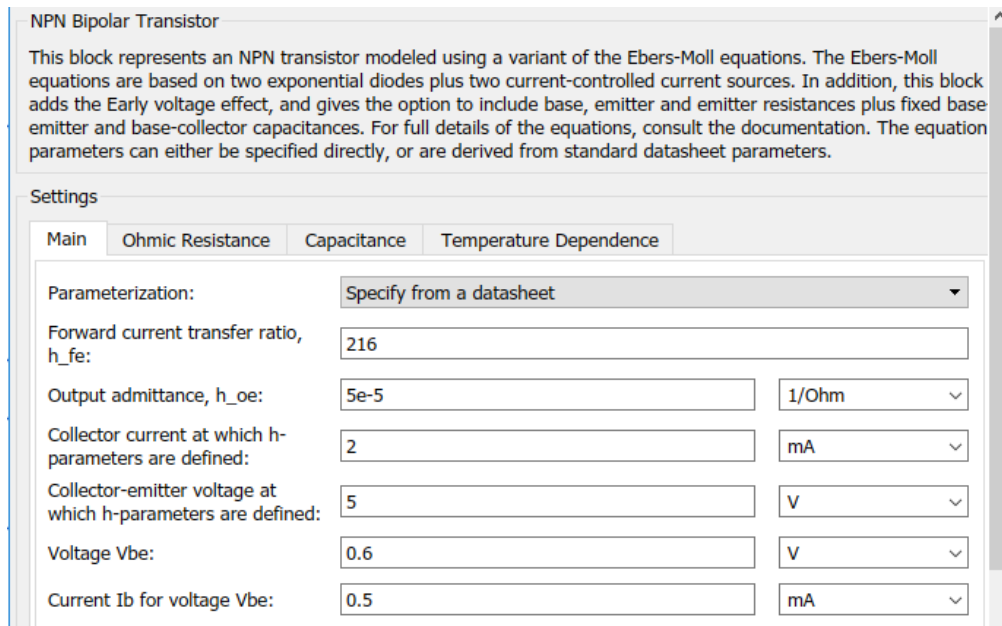 NPN Bipolar Transistor
This block represents an NPN transistor modeled using a variant of the Ebers-Moll equations. The Ebers-Moll
equations are based on two exponential diodes plus two current-controlled current sources. In addition, this block
adds the Early voltage effect, and gives the option to include base, emitter and emitter resistances plus fixed base-
emitter and base-collector capacitances. For full details of the equations, consult the documentation. The equation
parameters can either be specified directly, or are derived from standard datasheet parameters.
Settings
Main Ohmic Resistance Capacitance Temperature Dependence
Parameterization: Specify from a datasheet
Forward current transfer ratio,
h_fe: 216
Output admittance, h_oe: 5e-5 1/Ohm
Collector current at which h-
parameters are defined: 2 mA
Collector-emitter voltage at
which h-parameters are defined: 5 V
Voltage Vbe: 0.6 V
Current Ib for voltage Vbe: 0.5 mA